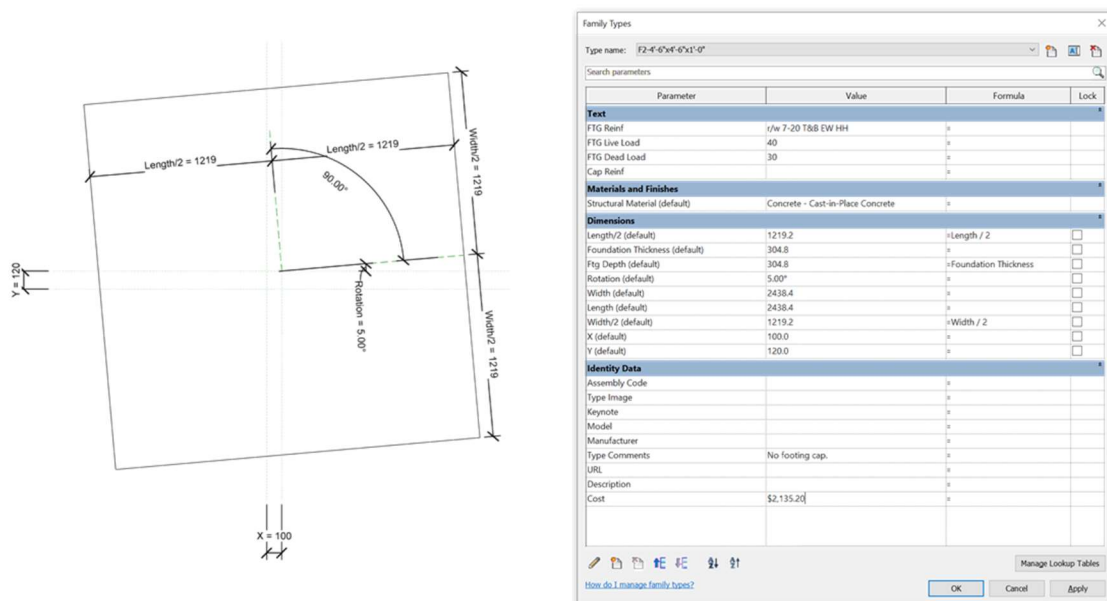 Length/2 = 1219
Length/2 = 1219
Width/2 = 1219
90.00°
Y = 120
Rotation = 5.00°
Width/2 = 1219
X = 100
Family Types
Type name: F2-4'-6"x4'-6"x1'-0"
Search parameters
Parameter Value Formula Lock
Text
FTG Reinf r/w 7-20 T&B EW HH =
FTG Live Load 40 =
FTG Dead Load 30 =
Cap Reinf =
Materials and Finishes
Structural Material (default) Concrete - Cast-in-Place Concrete =
Dimensions
Length/2 (default) 1219.2 =Length / 2
Foundation Thickness (default) 304.8 =
Ftg Depth (default) 304.8 =Foundation Thickness
Rotation (default) 5.00° =
Width (default) 2438.4 =
Length (default) 2438.4 =
Width/2 (default) 1219.2 =Width / 2
X (default) 100.0 =
Y (default) 120.0 =
Identity Data
Assembly Code =
Type Image =
Keynote =
Model =
Manufacturer =
Type Comments No footing cap. =
URL =
Description =
Cost $2,135.20 =
Manage Lookup Tables
How do I manage family types?
OK Cancel Apply